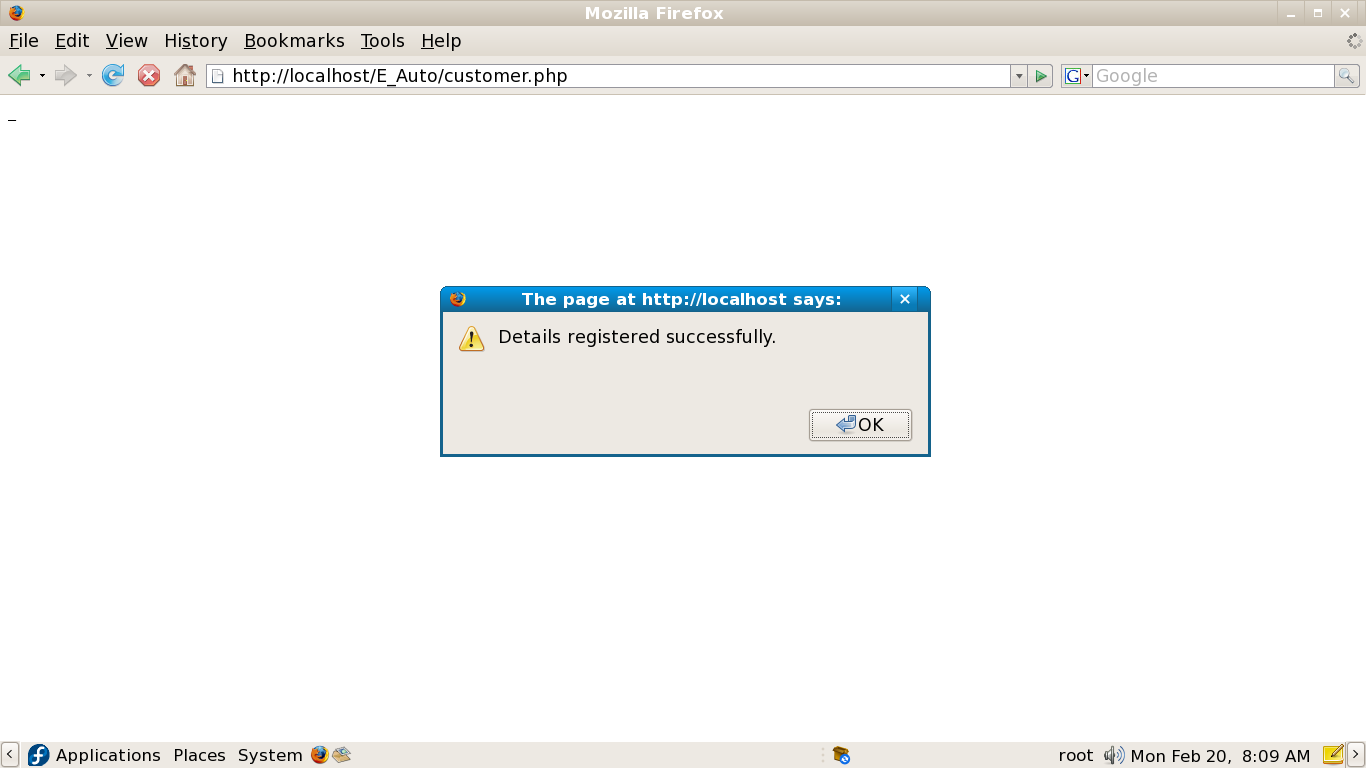 Mozilla Firefox
File Edit View History Bookmarks Tools Help
http://localhost/E_Auto/customer.php
G
Google
_
The page at http://localhost says:
Details registered successfully.
OK
Applications Places System
root Mon Feb 20, 8:09 AM